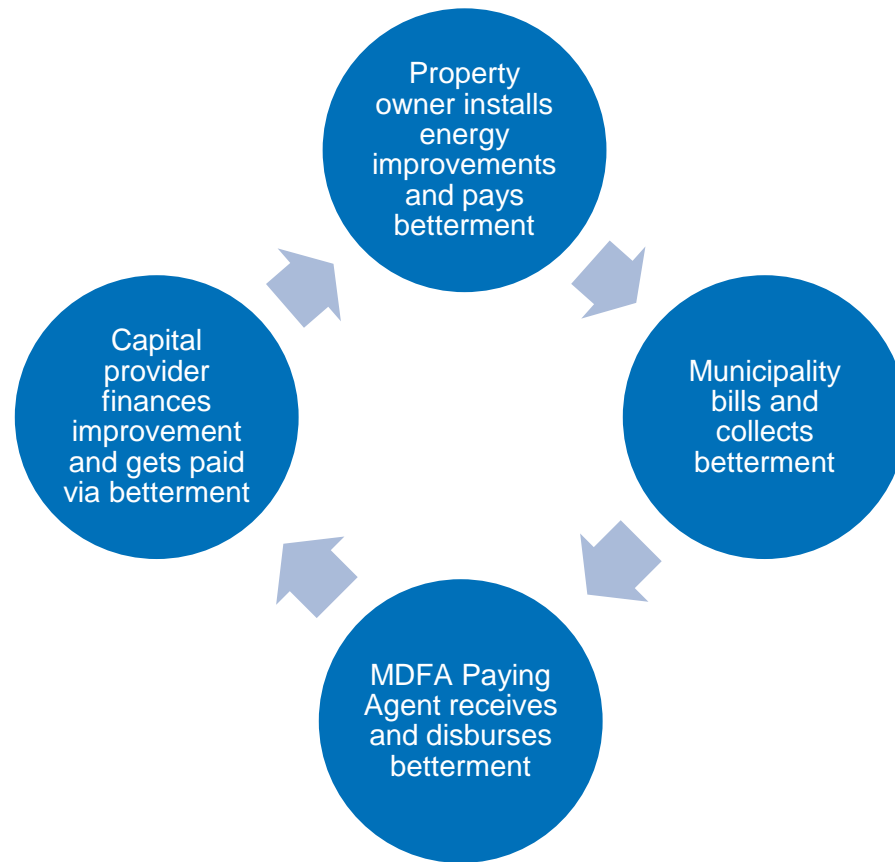 Property
owner installs
energy
improvements
and pays
betterment
Municipality
bills and
collects
betterment
MDFA Paying
Agent receives
and disburses
betterment
Capital
provider
finances
improvement
and gets paid
via betterment